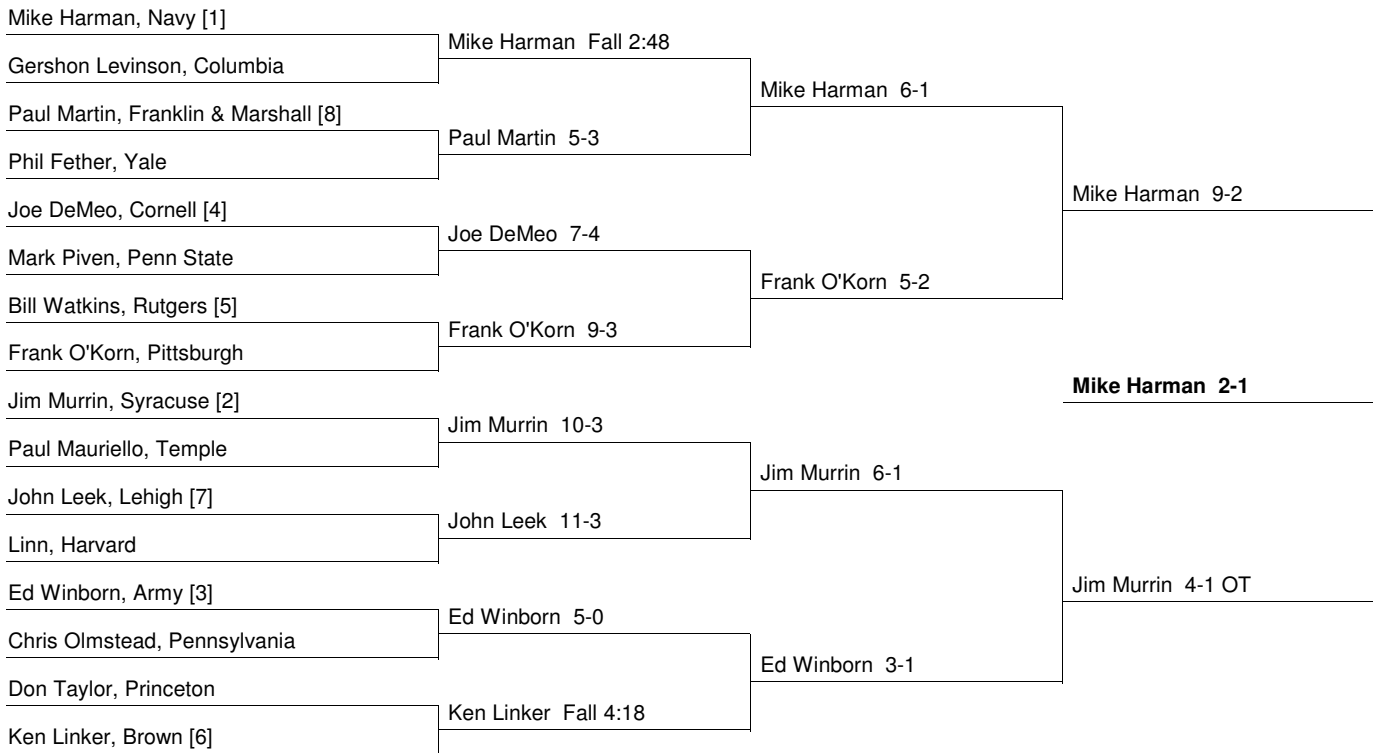 Mike Harman, Navy [1]
Gershon Levinson, Columbia
Paul Martin, Franklin & Marshall [8]
Phil Fether, Yale
Joe DeMeo, Cornell [4]
Mark Piven, Penn State
Bill Watkins, Rutgers [5]
Frank O'Korn, Pittsburgh
Jim Murrin, Syracuse [2]
Paul Mauriello, Temple
John Leek, Lehigh [7]
Linn, Harvard
Ed Winborn, Army [3]
Chris Olmstead, Pennsylvania
Don Taylor, Princeton
Ken Linker, Brown [6]
Mike Harman  Fall 2:48
Paul Martin  5-3
Joe DeMeo  7-4
Frank O'Korn  9-3
Jim Murrin  10-3
John Leek  11-3
Ed Winborn  5-0
Ken Linker  Fall 4:18
Mike Harman  6-1
Frank O'Korn  5-2
Jim Murrin  6-1
Ed Winborn  3-1
Mike Harman  9-2
Mike Harman  2-1
Jim Murrin  4-1 OT